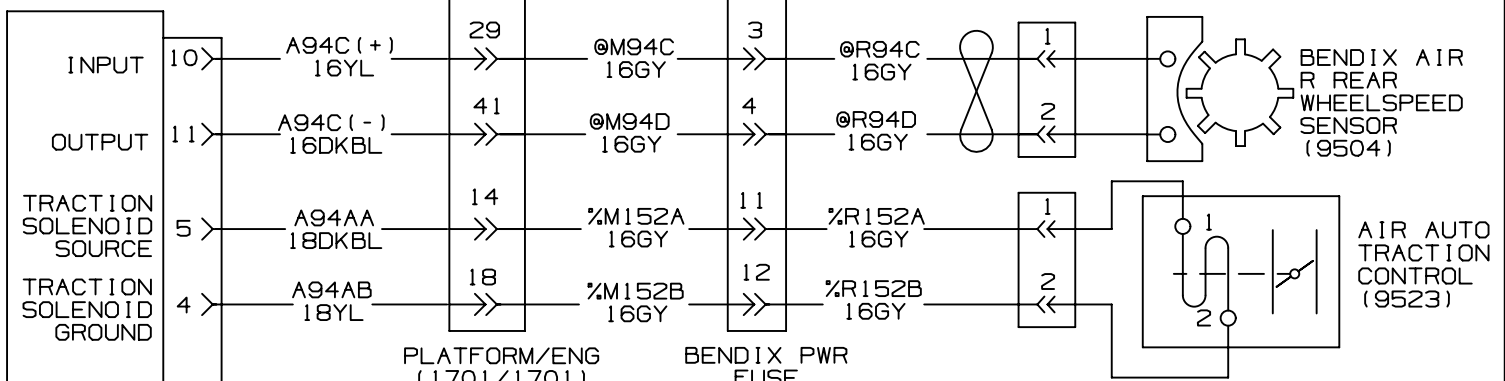 INPUT
10
A94C(+)
16YL
29
@M94C
16GY
3
@R94C
16GY
1
BENDIX AIR
R REAR
WHEELSPEED
SENSOR
(9504)
OUTPUT
11
A94C(-)
16DKBL
41
@M94D
16GY
4
@R94D
16GY
2
TRACTION
SOLENOID
SOURCE
5
A94AA
18DKBL
14
%M152A
16GY
11
%R152A
16GY
1
1
2
AIR AUTO
TRACTION
CONTROL
(9523)
TRACTION
SOLENOID
GROUND
4
A94AB
18YL
18
%M152B
16GY
12
%R152B
16GY
2
PLATFORM/ENG
(1701/1701)
BENDIX PWR
FUSE